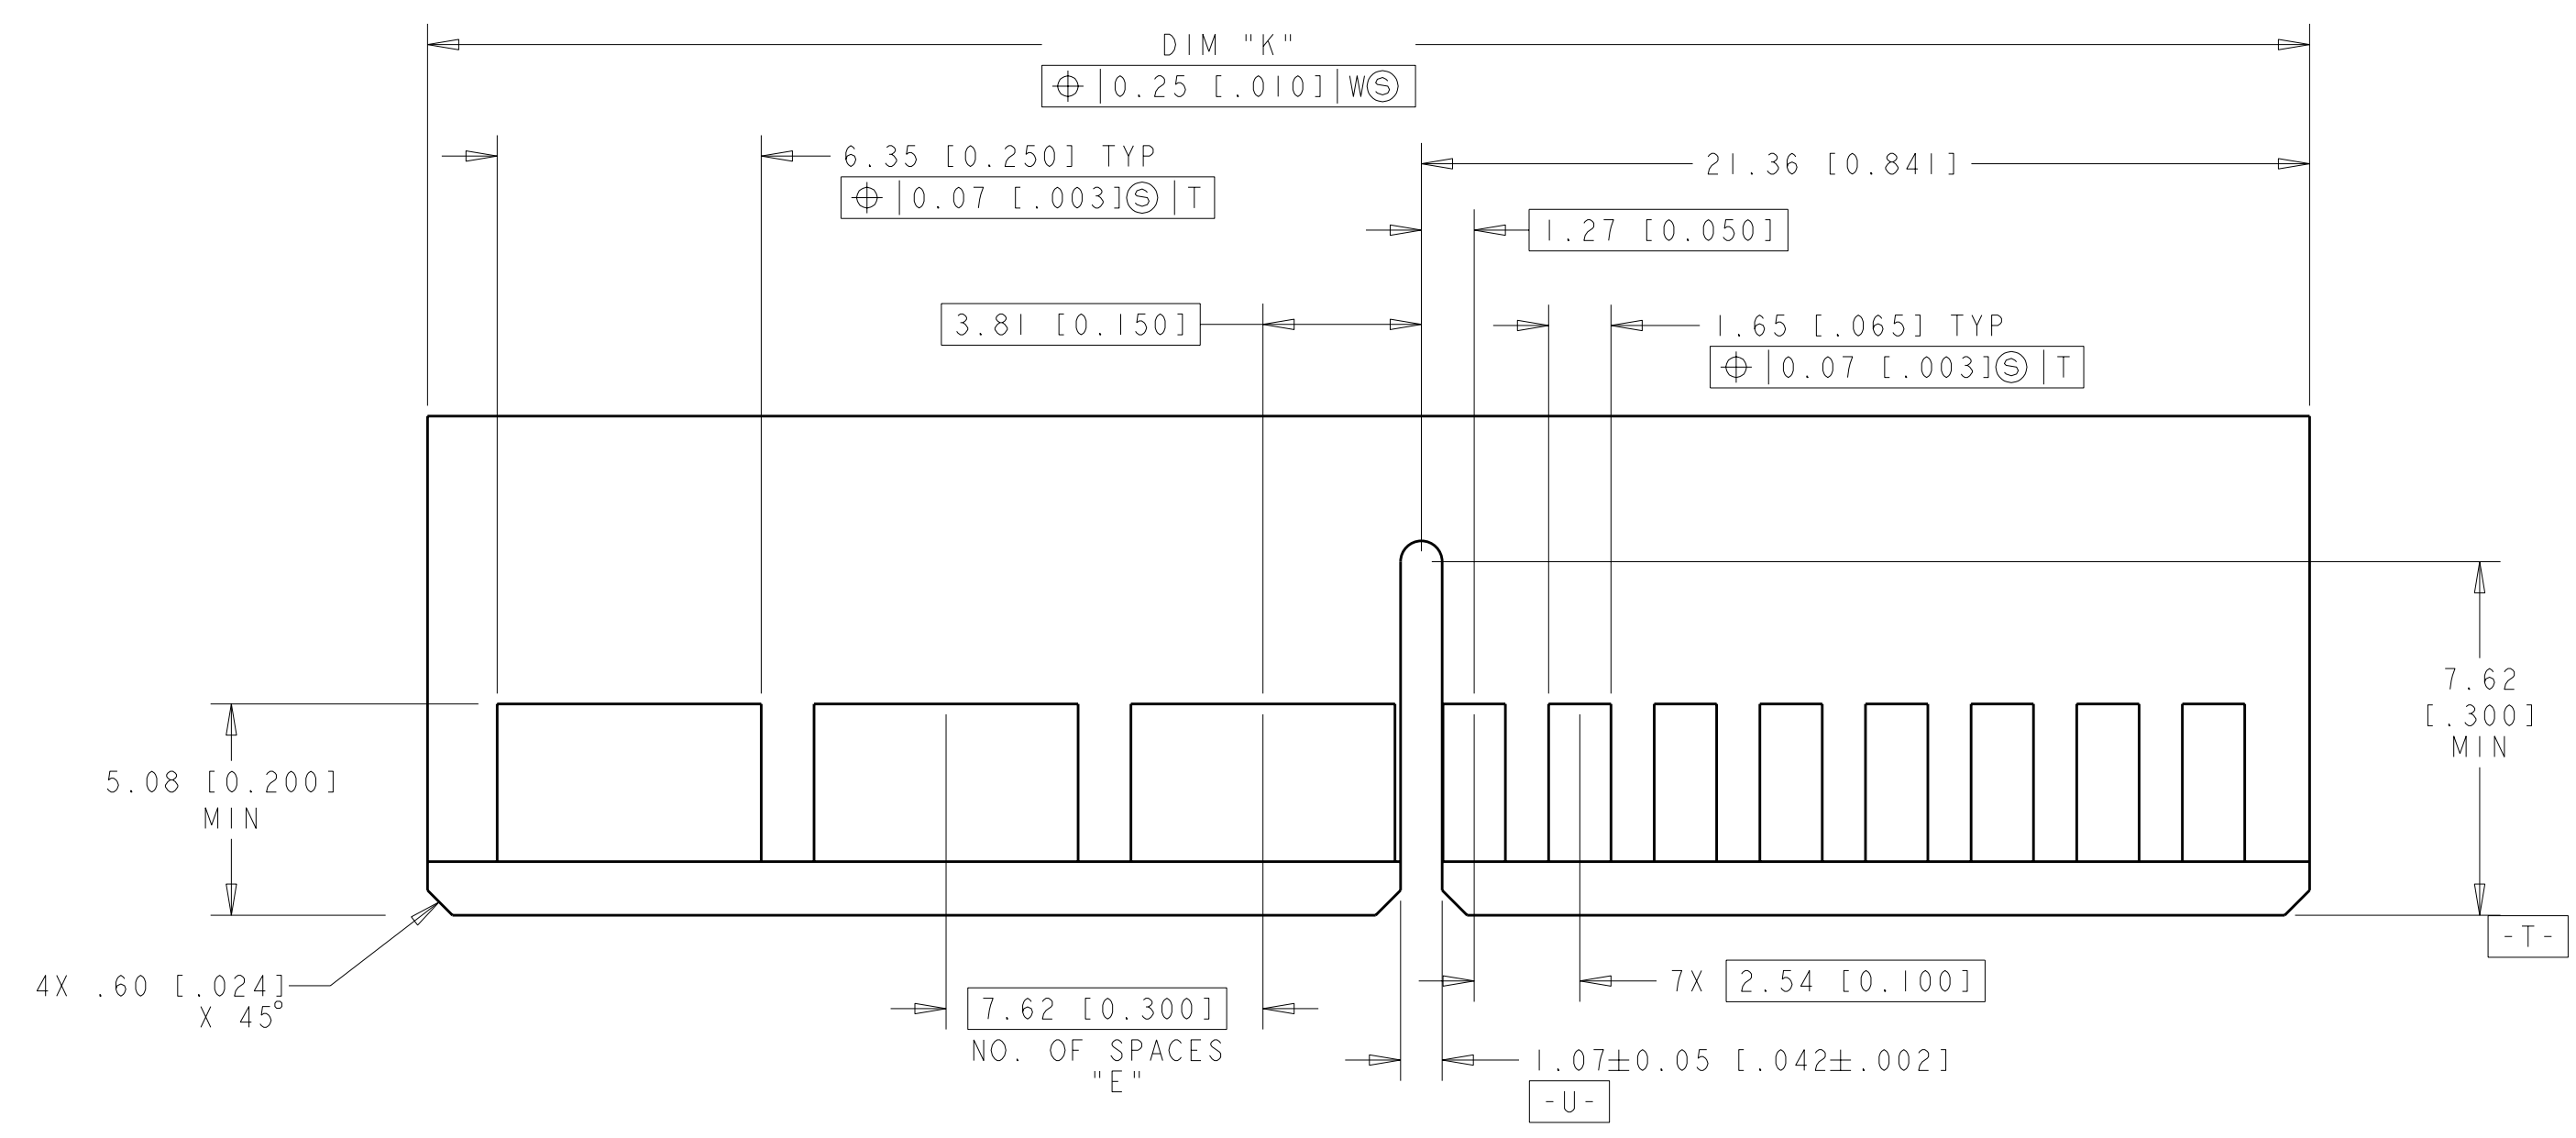 DIM "K"
⌖ 0.25 [.010] WⓈ
6.35 [0.250] TYP
⌖ 0.07 [.003]Ⓢ T
21.36 [0.841]
1.27 [0.050]
3.81 [0.150]
1.65 [.065] TYP
⌖ 0.07 [.003]Ⓢ T
7.62
[.300]
MIN
5.08 [0.200]
MIN
-T-
4X .60 [.024]
X 45°
7X 2.54 [0.100]
7.62 [0.300]
NO. OF SPACES
"E"
1.07±0.05 [.042±.002]
-U-